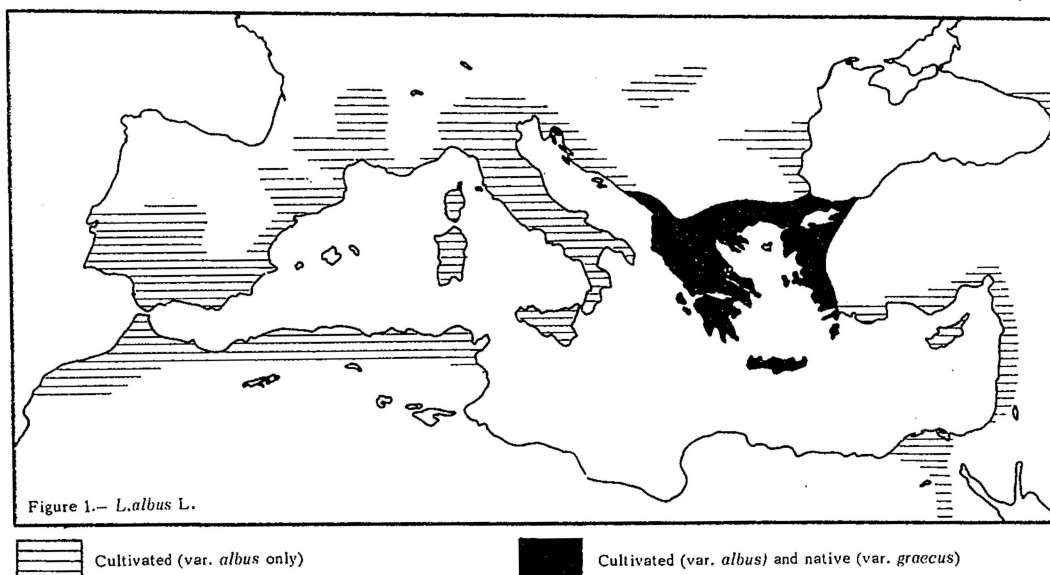 Figure 1.— L.albus L.
Cultivated (var. albus only)
Cultivated (var. albus) and native (var. graecus)